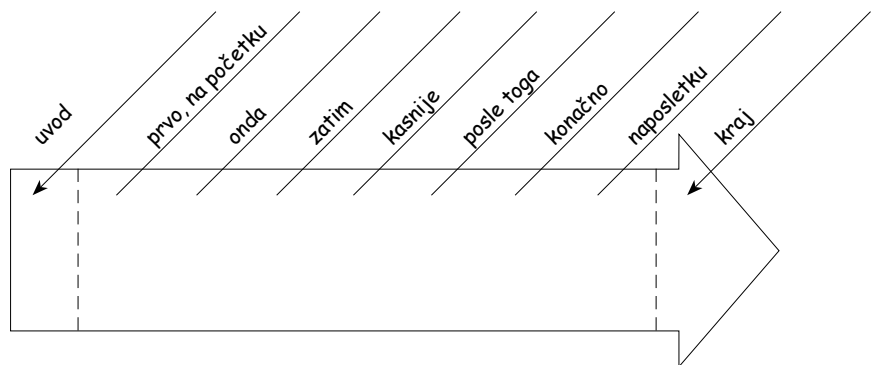 uvod
prvo, na početku
onda
zatim
kasnije
posle toga
konačno
naposletku
kraj